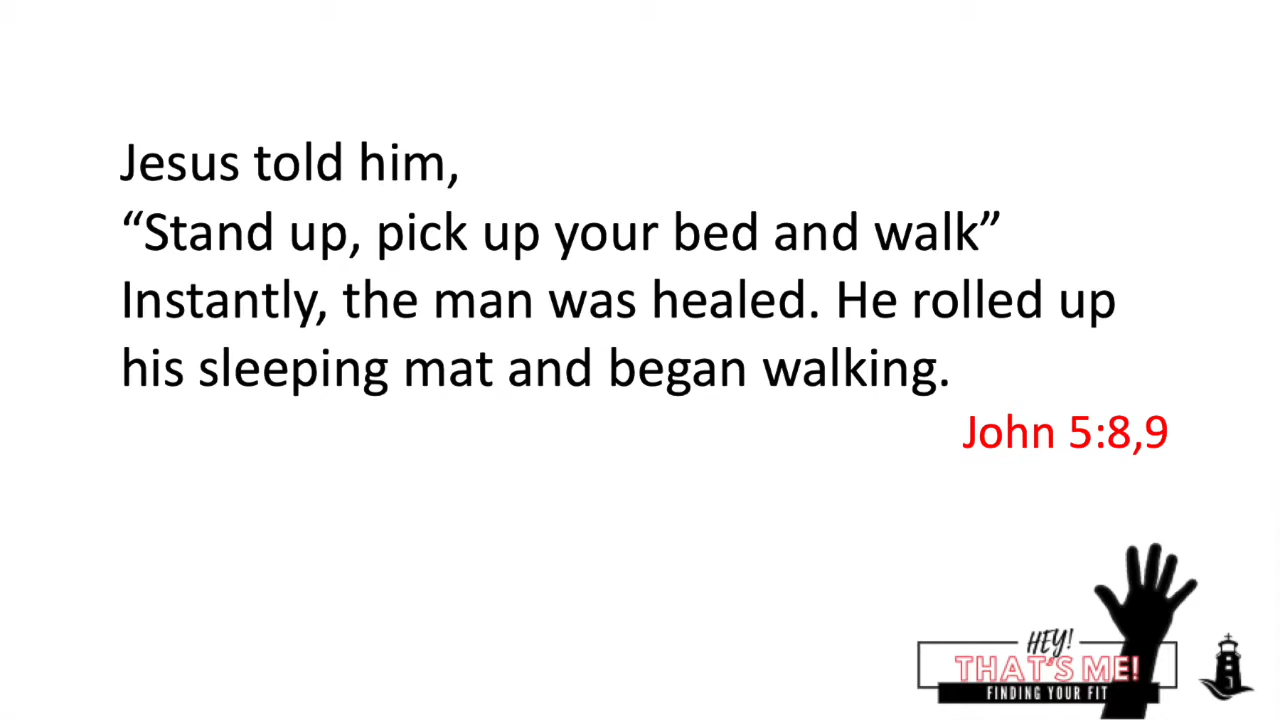 Jesus told him,
“Stand up, pick up your bed and walk”
Instantly, the man was healed. He rolled up
his sleeping mat and began walking.
John 5:8,9
HEY!
THAT'S ME!
FINDING YOUR FIT